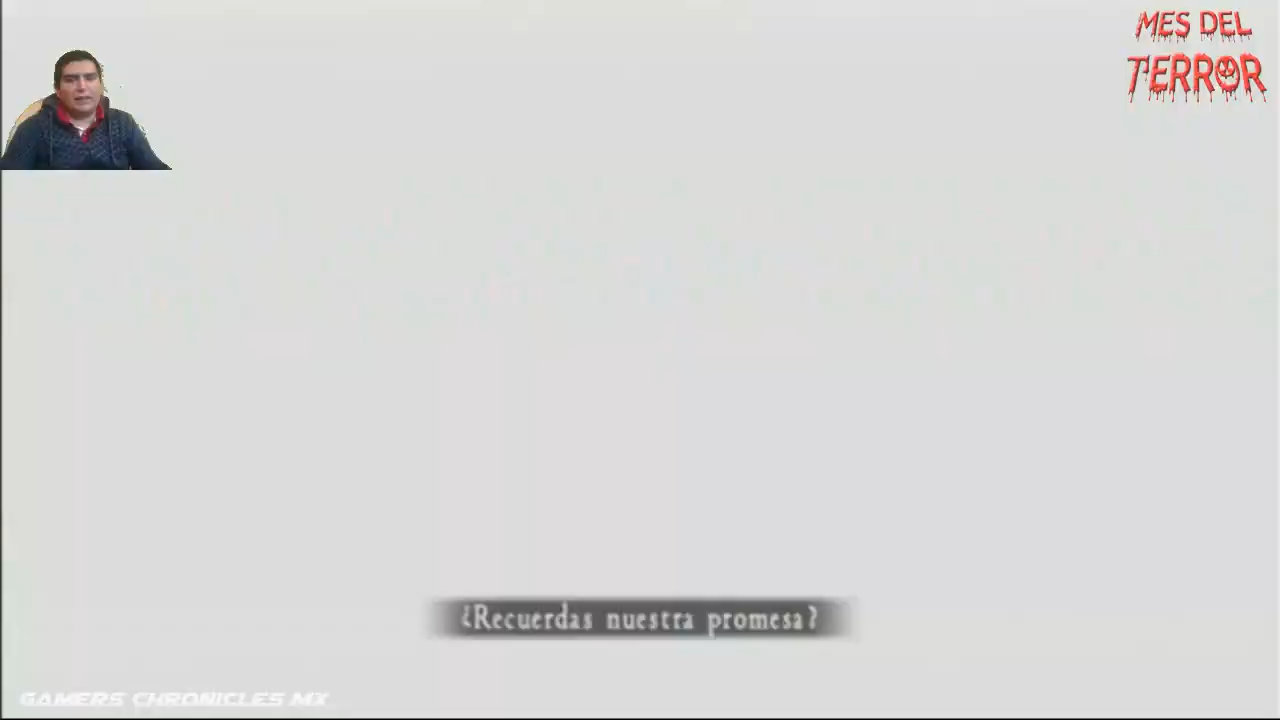 MES DEL
TERROR
¿Recuerdas nuestra promesa?
GAMERS CHRONICLES MX